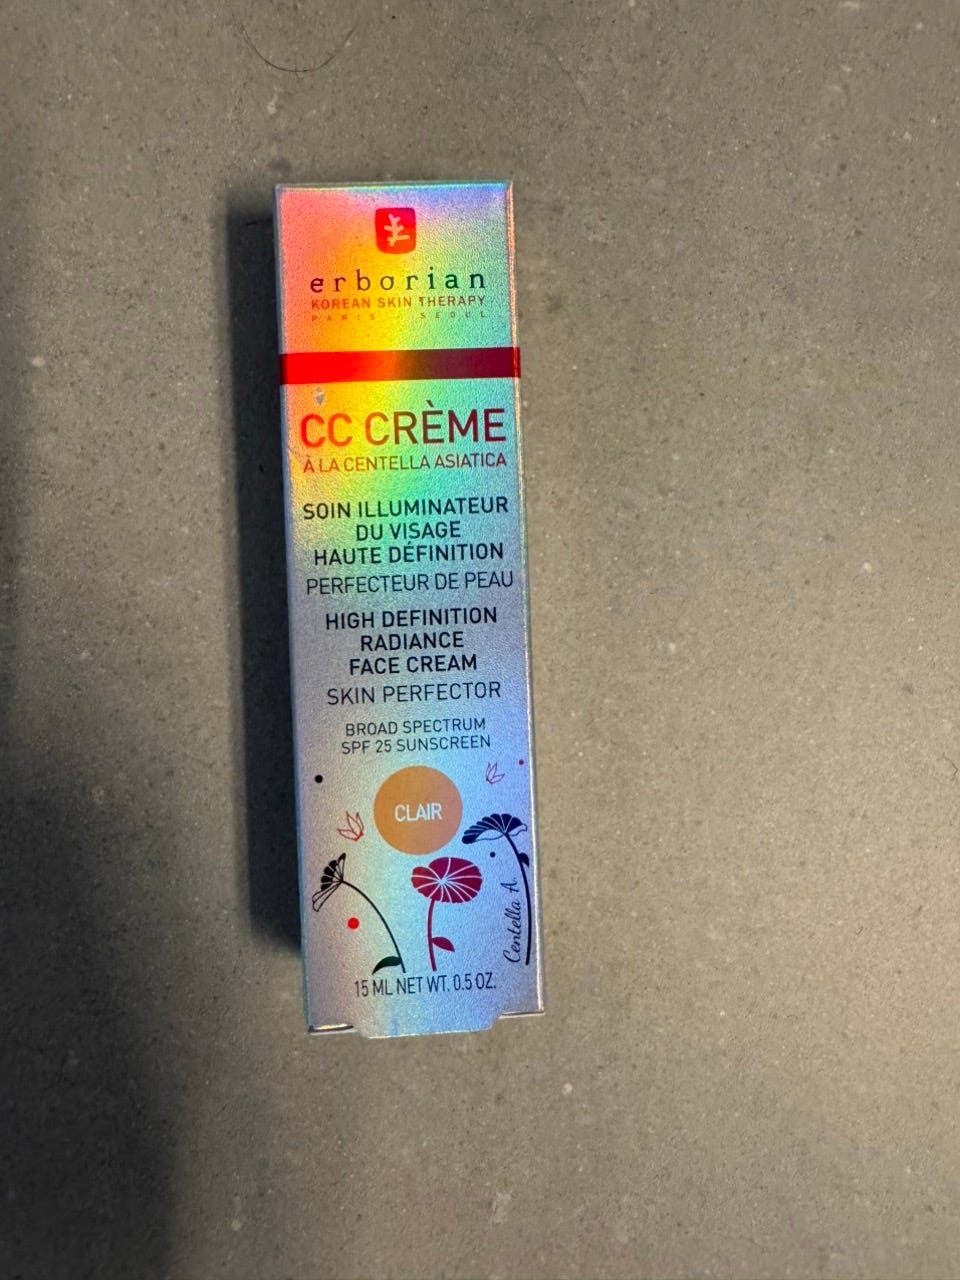 erborian
KOREAN SKIN THERAPY
PARIS - SEOUL
CC CRÈME
À LA CENTELLA ASIATICA
SOIN ILLUMINATEUR
DU VISAGE
HAUTE DÉFINITION
PERFECTEUR DE PEAU
HIGH DEFINITION
RADIANCE
FACE CREAM
SKIN PERFECTOR
BROAD SPECTRUM
SPF 25 SUNSCREEN
CLAIR
Centella A.
15 ML NET WT. 0.5 OZ.